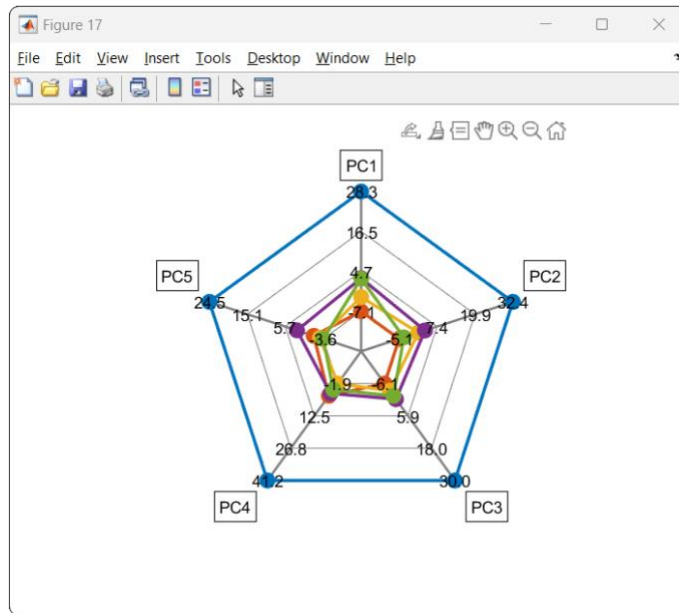 Figure 17
File Edit View Insert Tools Desktop Window Help
PC1
28.3
16.5
4.7
-7.1
PC5
PC2
24.5
15.1
5.7
-3.6
-5.1
7.4
19.9
32.4
-1.9
-6.1
12.5
5.9
26.8
18.0
41.2
30.0
PC4
PC3